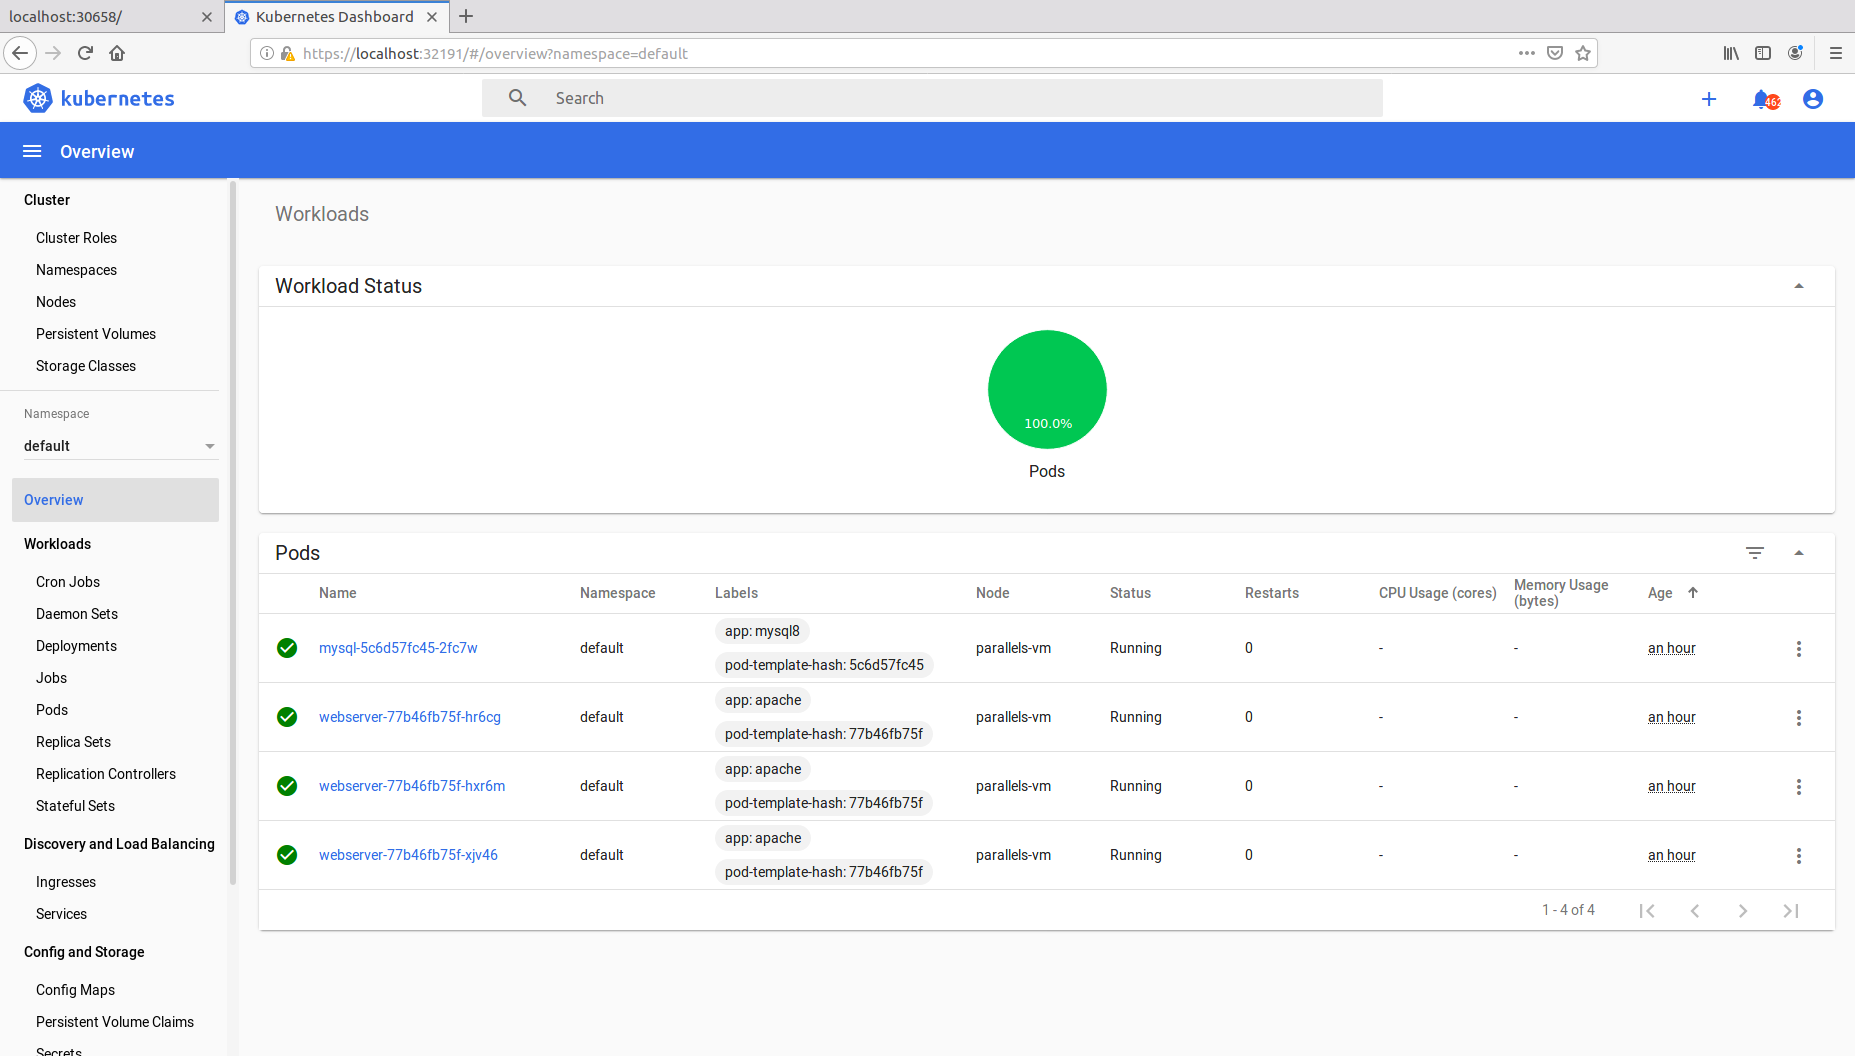 localhost:30658/
Kubernetes Dashboard
https://localhost:32191/#/overview?namespace=default
kubernetes
Search
Overview
Cluster
Cluster Roles
Namespaces
Nodes
Persistent Volumes
Storage Classes
Namespace
default
Overview
Workloads
Cron Jobs
Daemon Sets
Deployments
Jobs
Pods
Replica Sets
Replication Controllers
Stateful Sets
Discovery and Load Balancing
Ingresses
Services
Config and Storage
Config Maps
Persistent Volume Claims
Secrets
Workloads
Workload Status
100.0%
Pods
Pods
Name Namespace Labels Node Status Restarts CPU Usage (cores) Memory Usage (bytes) Age
mysql-5c6d57fc45-2fc7w default app: mysql8 pod-template-hash: 5c6d57fc45 parallels-vm Running 0 - - an hour
webserver-77b46fb75f-hr6cg default app: apache pod-template-hash: 77b46fb75f parallels-vm Running 0 - - an hour
webserver-77b46fb75f-hxr6m default app: apache pod-template-hash: 77b46fb75f parallels-vm Running 0 - - an hour
webserver-77b46fb75f-xjv46 default app: apache pod-template-hash: 77b46fb75f parallels-vm Running 0 - - an hour
1 - 4 of 4